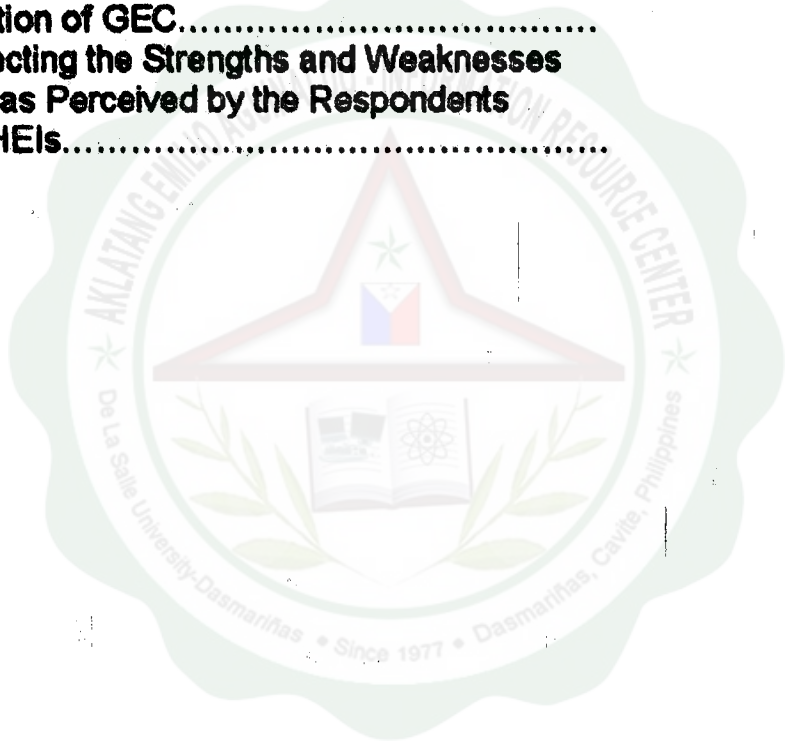 tion of GEC.......................................
cting the Strengths and Weaknesses
as Perceived by the Respondents
HEIs.................................................
AKLATANG EMILIO AGUINALDO - INFORMATION RESOURCE CENTER
De La Salle University-Dasmariñas • Since 1977 • Dasmariñas, Cavite, Philippines